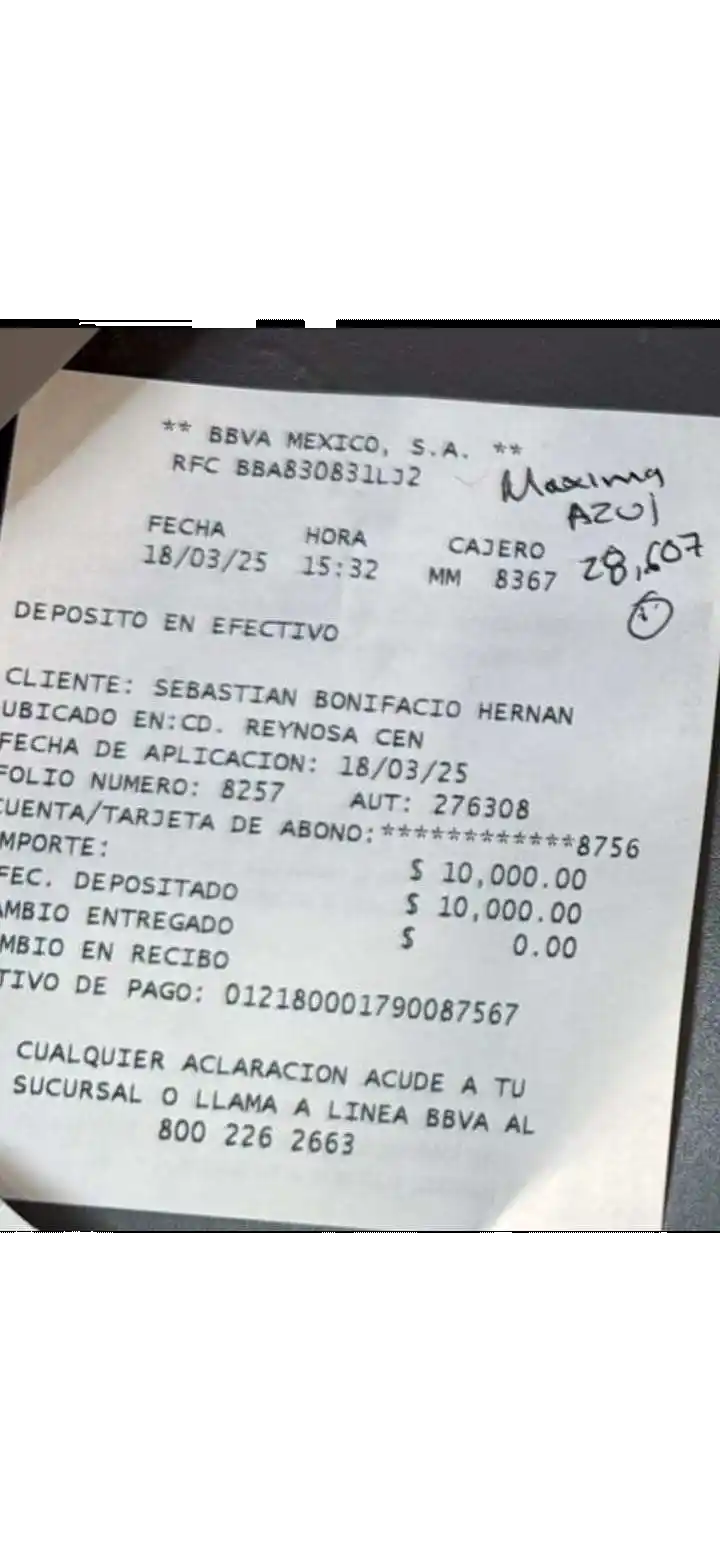 ** BBVA MEXICO, S.A. **
RFC BBA830831LJ2
Maxima
AZUl
28,607
FECHA HORA CAJERO
18/03/25 15:32 MM 8367
DEPOSITO EN EFECTIVO
CLIENTE: SEBASTIAN BONIFACIO HERNAN
UBICADO EN:CD. REYNOSA CEN
FECHA DE APLICACION: 18/03/25
FOLIO NUMERO: 8257 AUT: 276308
CUENTA/TARJETA DE ABONO:************8756
MPORTE: $ 10,000.00
FEC. DEPOSITADO $ 10,000.00
AMBIO ENTREGADO $ 0.00
MBIO EN RECIBO
TIVO DE PAGO: 012180001790087567
CUALQUIER ACLARACION ACUDE A TU
SUCURSAL O LLAMA A LINEA BBVA AL
800 226 2663